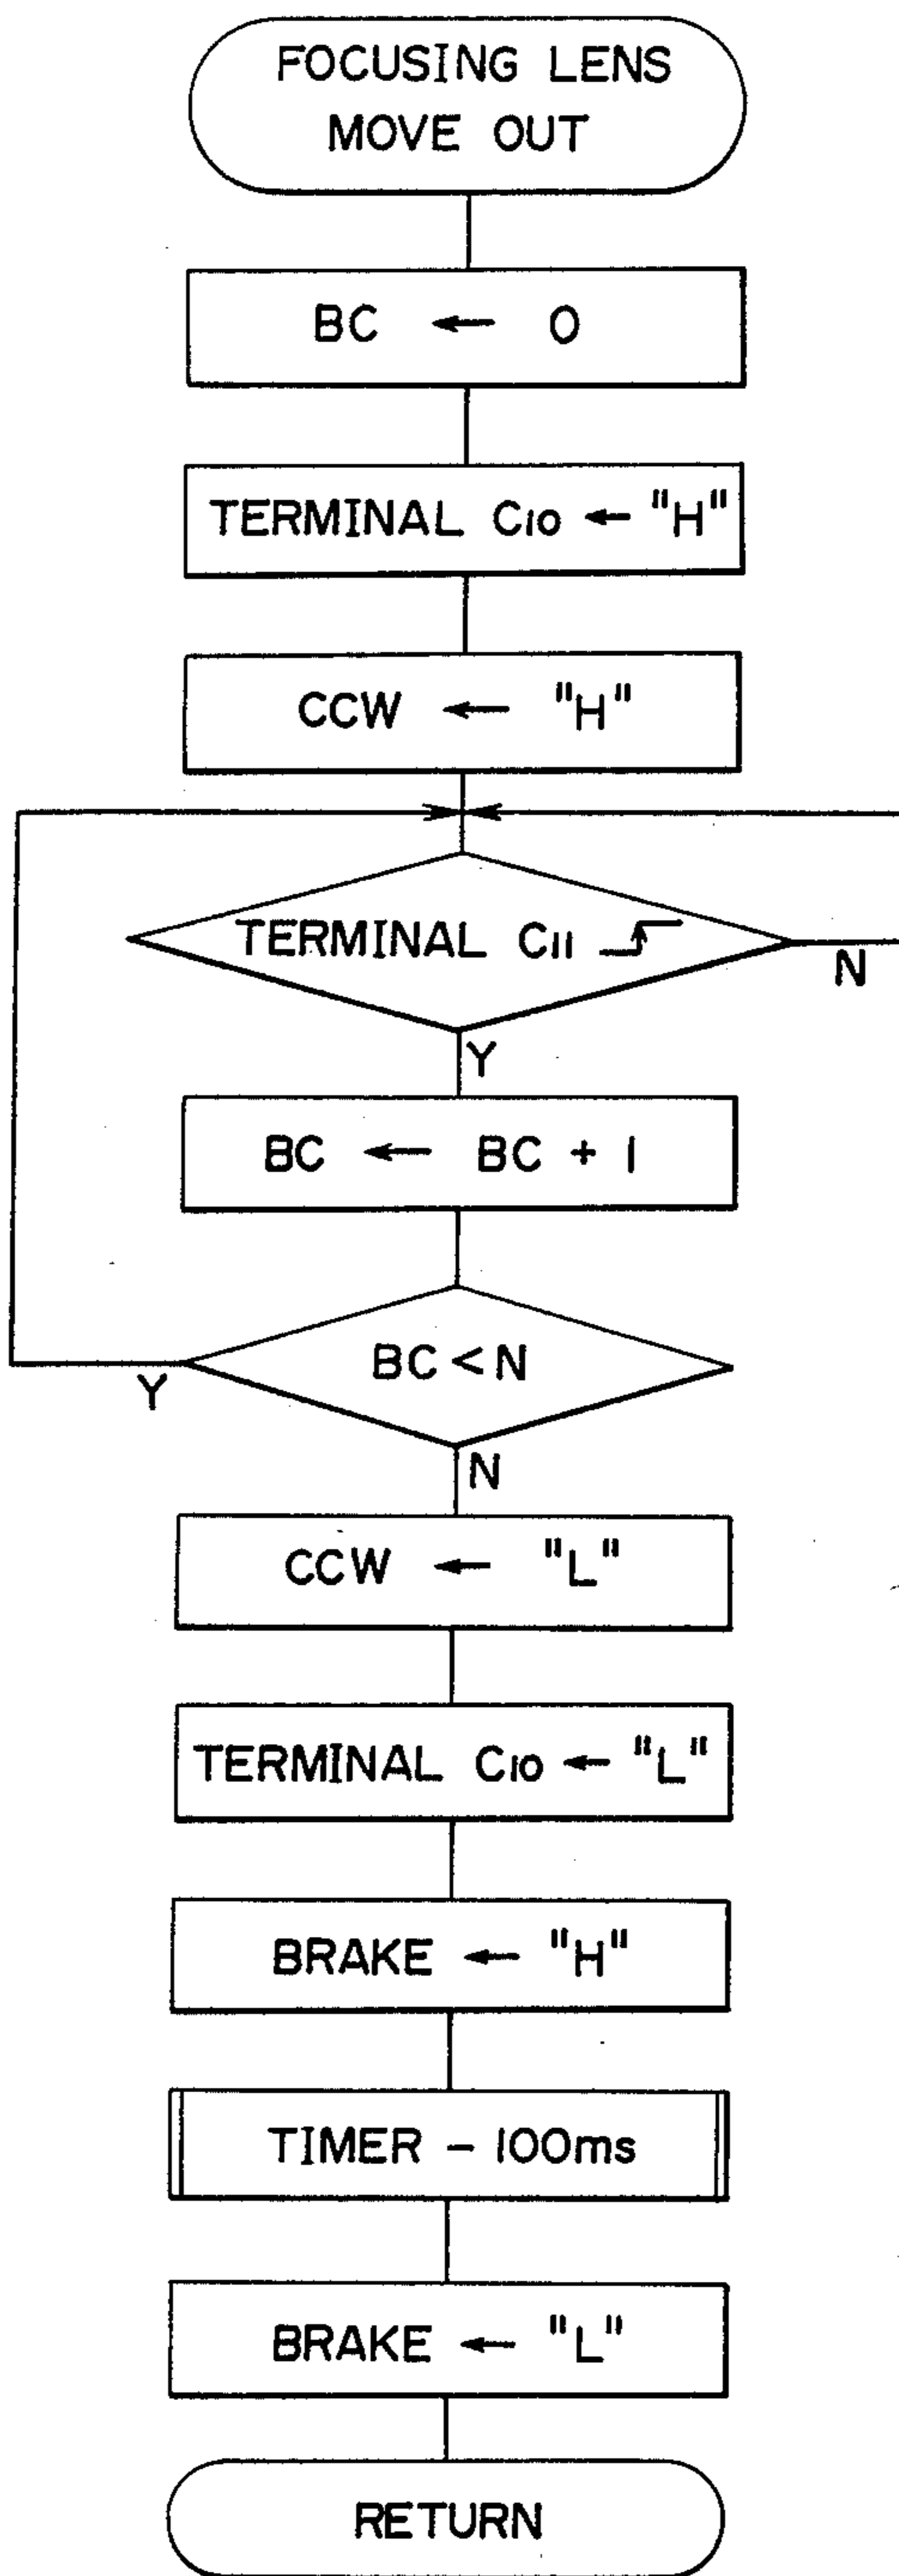 FOCUSING LENS
MOVE OUT
BC ← 0
TERMINAL C10 ← "H"
CCW ← "H"
TERMINAL C11
N
Y
BC ← BC + 1
BC < N
Y
N
CCW ← "L"
TERMINAL C10 ← "L"
BRAKE ← "H"
TIMER - 100ms
BRAKE ← "L"
RETURN